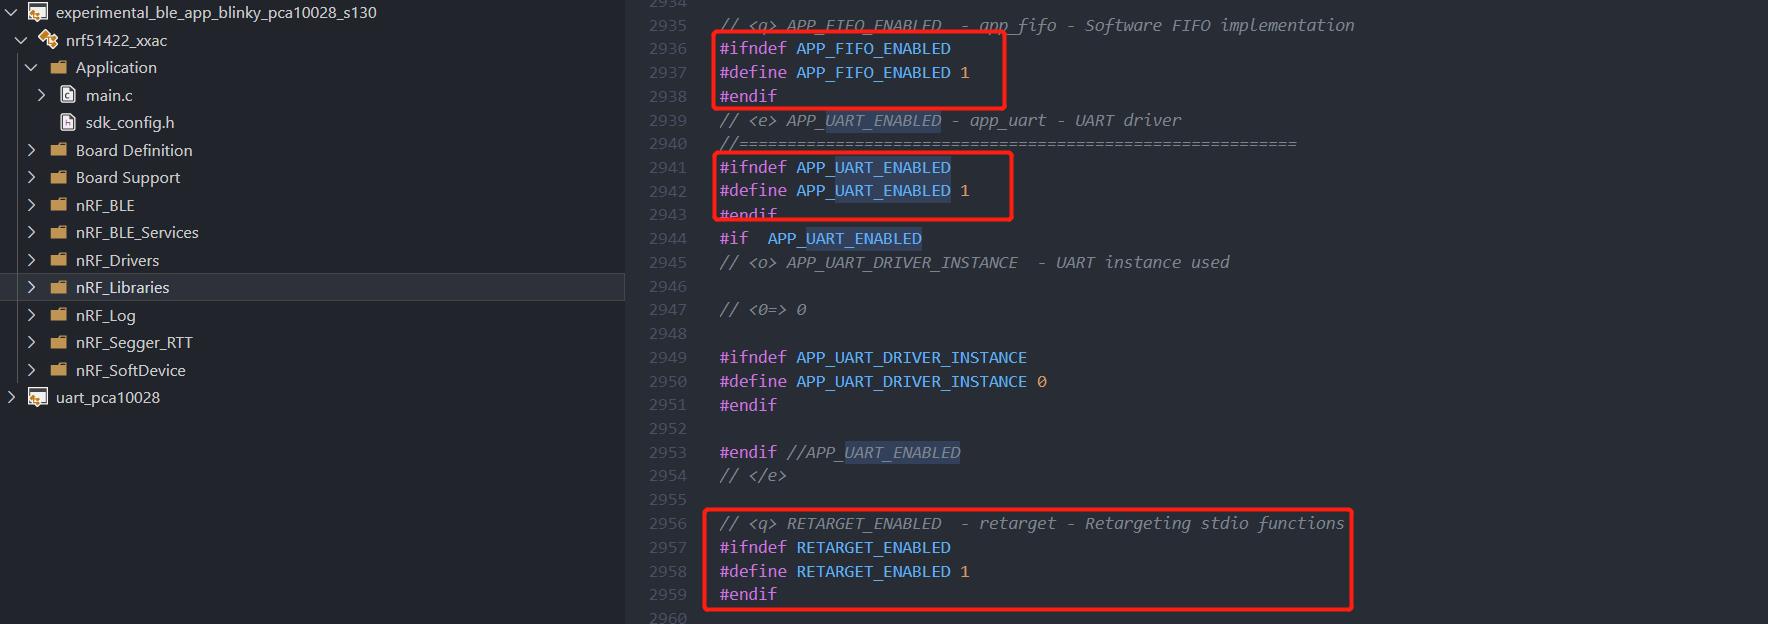 experimental_ble_app_blinky_pca10028_s130
nrf51422_xxac
Application
main.c
sdk_config.h
Board Definition
Board Support
nRF_BLE
nRF_BLE_Services
nRF_Drivers
nRF_Libraries
nRF_Log
nRF_Segger_RTT
nRF_SoftDevice
uart_pca10028
2934
2935 // <q> APP_FIFO_ENABLED  - app_fifo - Software FIFO implementation
2936 #ifndef APP_FIFO_ENABLED
2937 #define APP_FIFO_ENABLED 1
2938 #endif
2939 // <e> APP_UART_ENABLED - app_uart - UART driver
2940 //==========================================================
2941 #ifndef APP_UART_ENABLED
2942 #define APP_UART_ENABLED 1
2943 #endif
2944 #if  APP_UART_ENABLED
2945 // <o> APP_UART_DRIVER_INSTANCE  - UART instance used
2946
2947 // <0=> 0
2948
2949 #ifndef APP_UART_DRIVER_INSTANCE
2950 #define APP_UART_DRIVER_INSTANCE 0
2951 #endif
2952
2953 #endif //APP_UART_ENABLED
2954 // </e>
2955
2956 // <q> RETARGET_ENABLED  - retarget - Retargeting stdio functions
2957 #ifndef RETARGET_ENABLED
2958 #define RETARGET_ENABLED 1
2959 #endif
2960